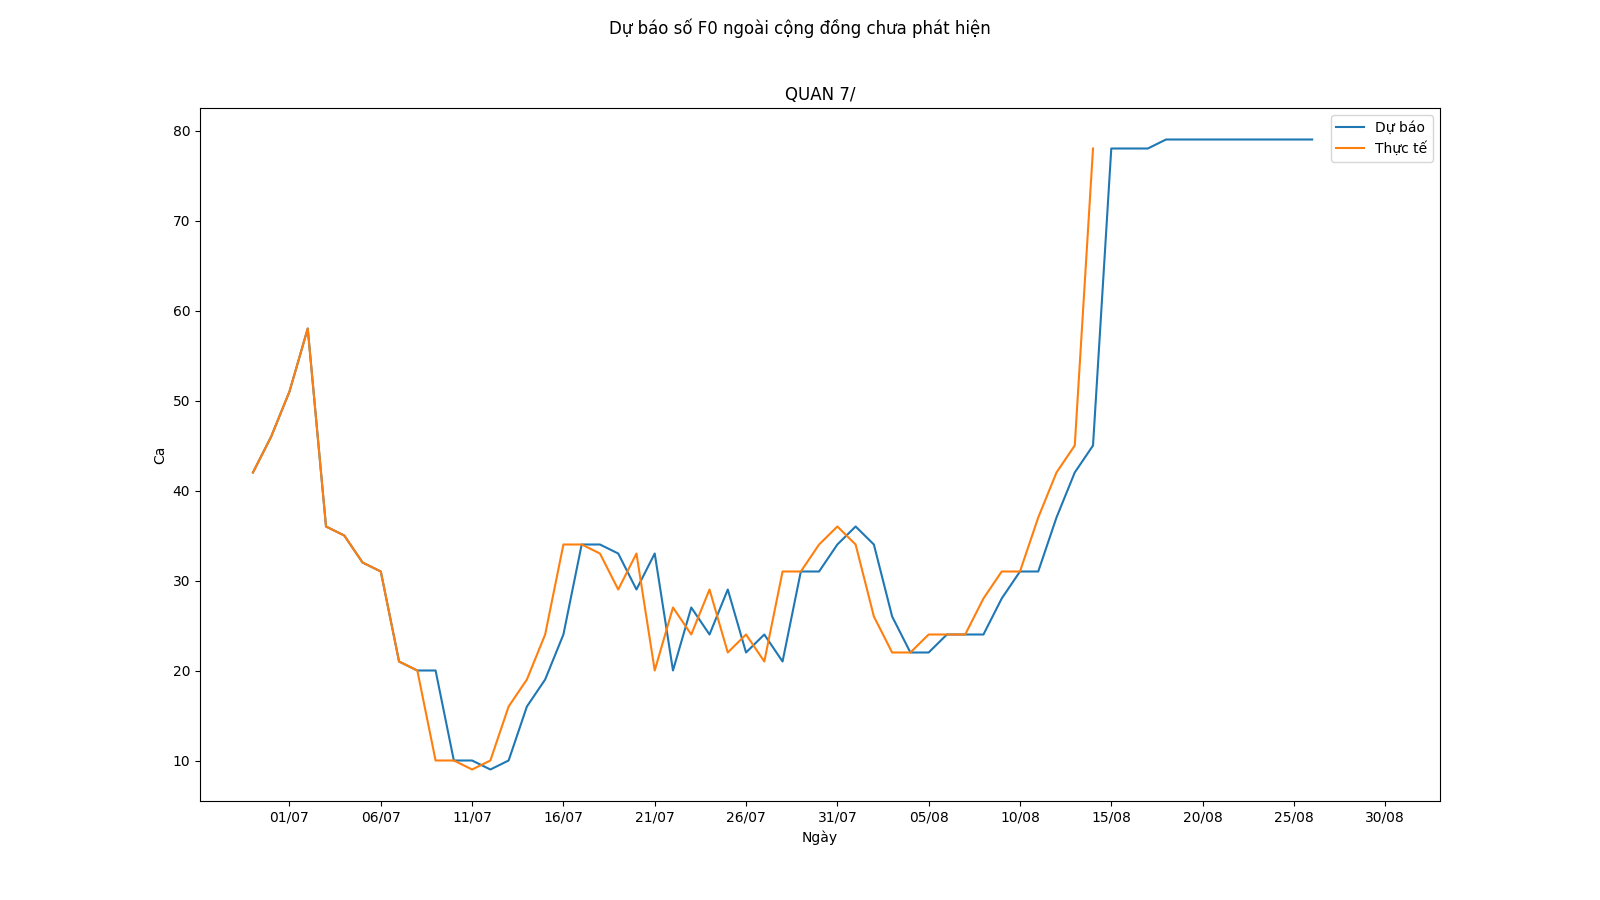 Dự báo số F0 ngoài cộng đồng chưa phát hiện
QUAN 7/
Dự báo
Thực tế
80
70
60
50
40
30
20
10
Ca
01/07 06/07 11/07 16/07 21/07 26/07 31/07 05/08 10/08 15/08 20/08 25/08 30/08
Ngày